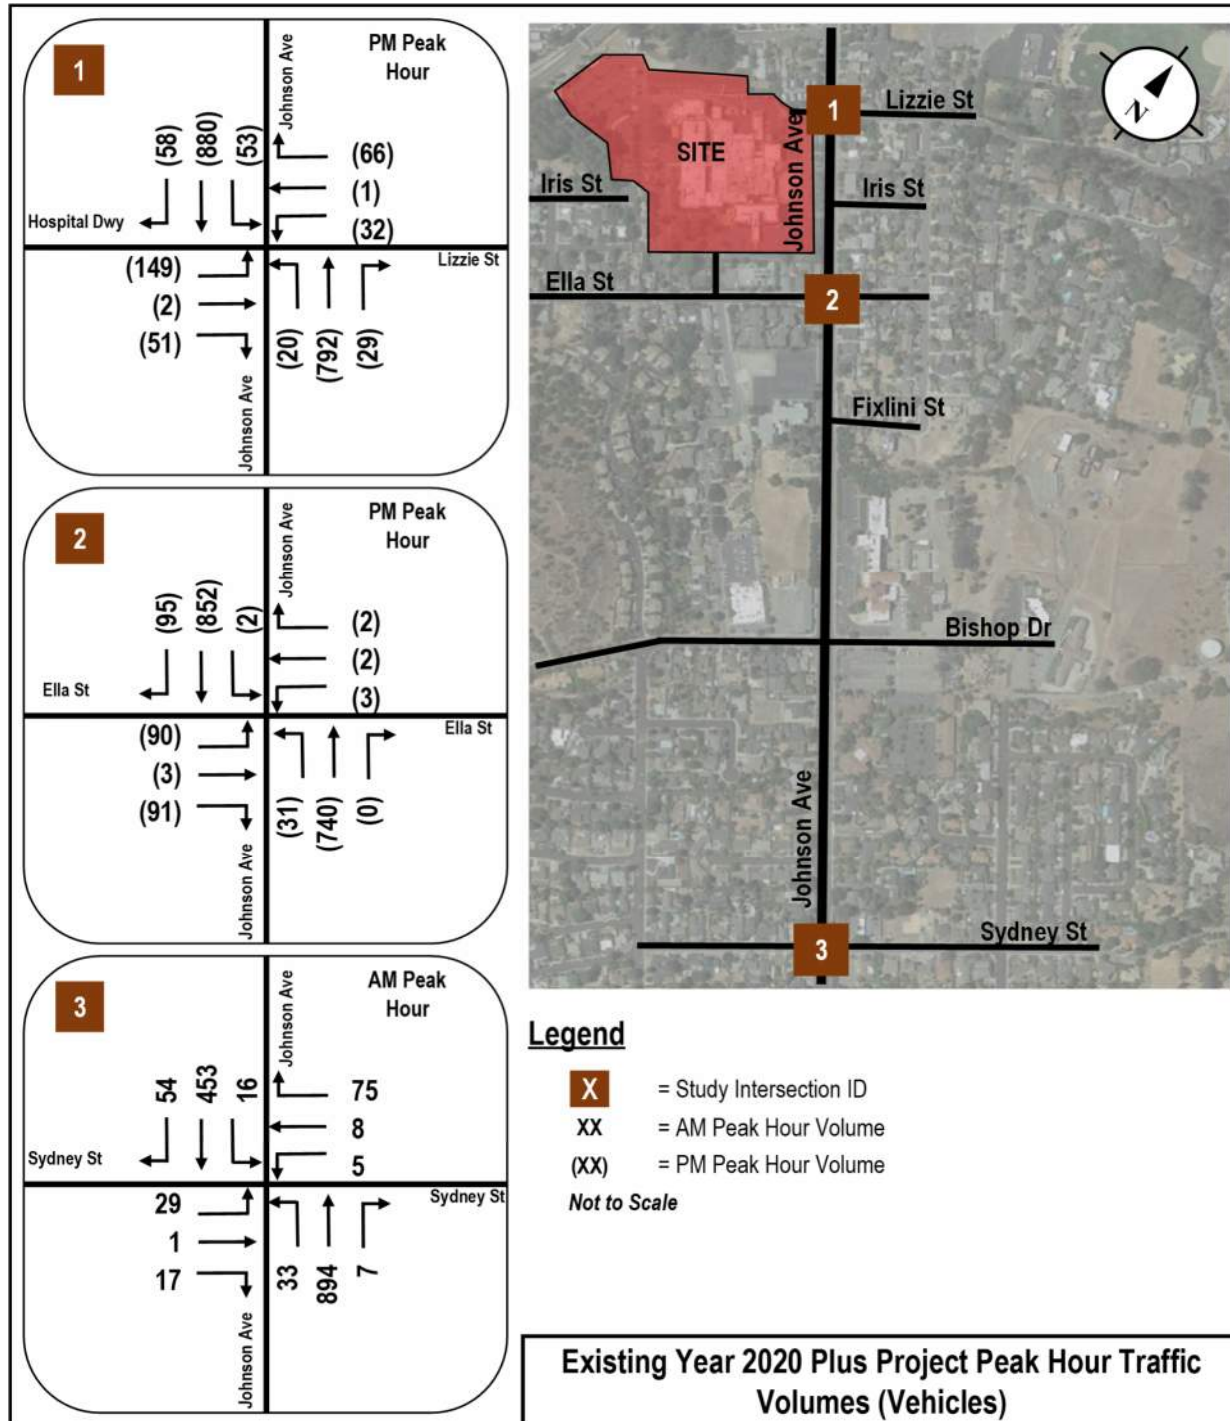 1
PM Peak
Hour
Johnson Ave
(58)
(880)
(53)
(66)
(1)
(32)
Hospital Dwy
Lizzie St
(149)
(2)
(51)
(20)
(792)
(29)
Johnson Ave
2
PM Peak
Hour
Johnson Ave
(95)
(852)
(2)
(2)
(2)
(3)
Ella St
Ella St
(90)
(3)
(91)
(31)
(740)
(0)
Johnson Ave
3
AM Peak
Hour
Johnson Ave
54
453
16
75
8
5
Sydney St
Sydney St
29
1
17
33
894
7
Johnson Ave
1
Lizzie St
N
SITE
Johnson Ave
Iris St
Iris St
Ella St
2
Fixlini St
Bishop Dr
Johnson Ave
3
Sydney St
Legend
X = Study Intersection ID
XX = AM Peak Hour Volume
(XX) = PM Peak Hour Volume
Not to Scale
Existing Year 2020 Plus Project Peak Hour Traffic
Volumes (Vehicles)